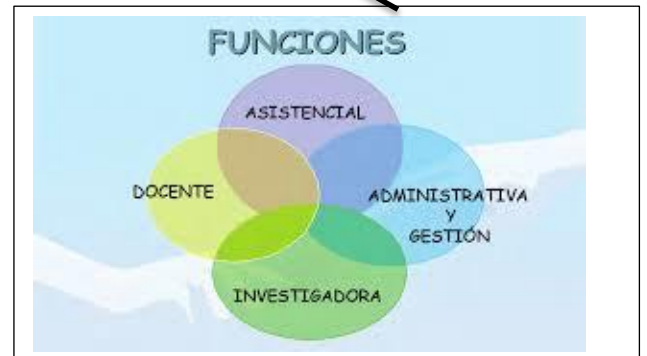 FUNCIONES
ASISTENCIAL
DOCENTE
ADMINISTRATIVA
Y
GESTIÓN
INVESTIGADORA